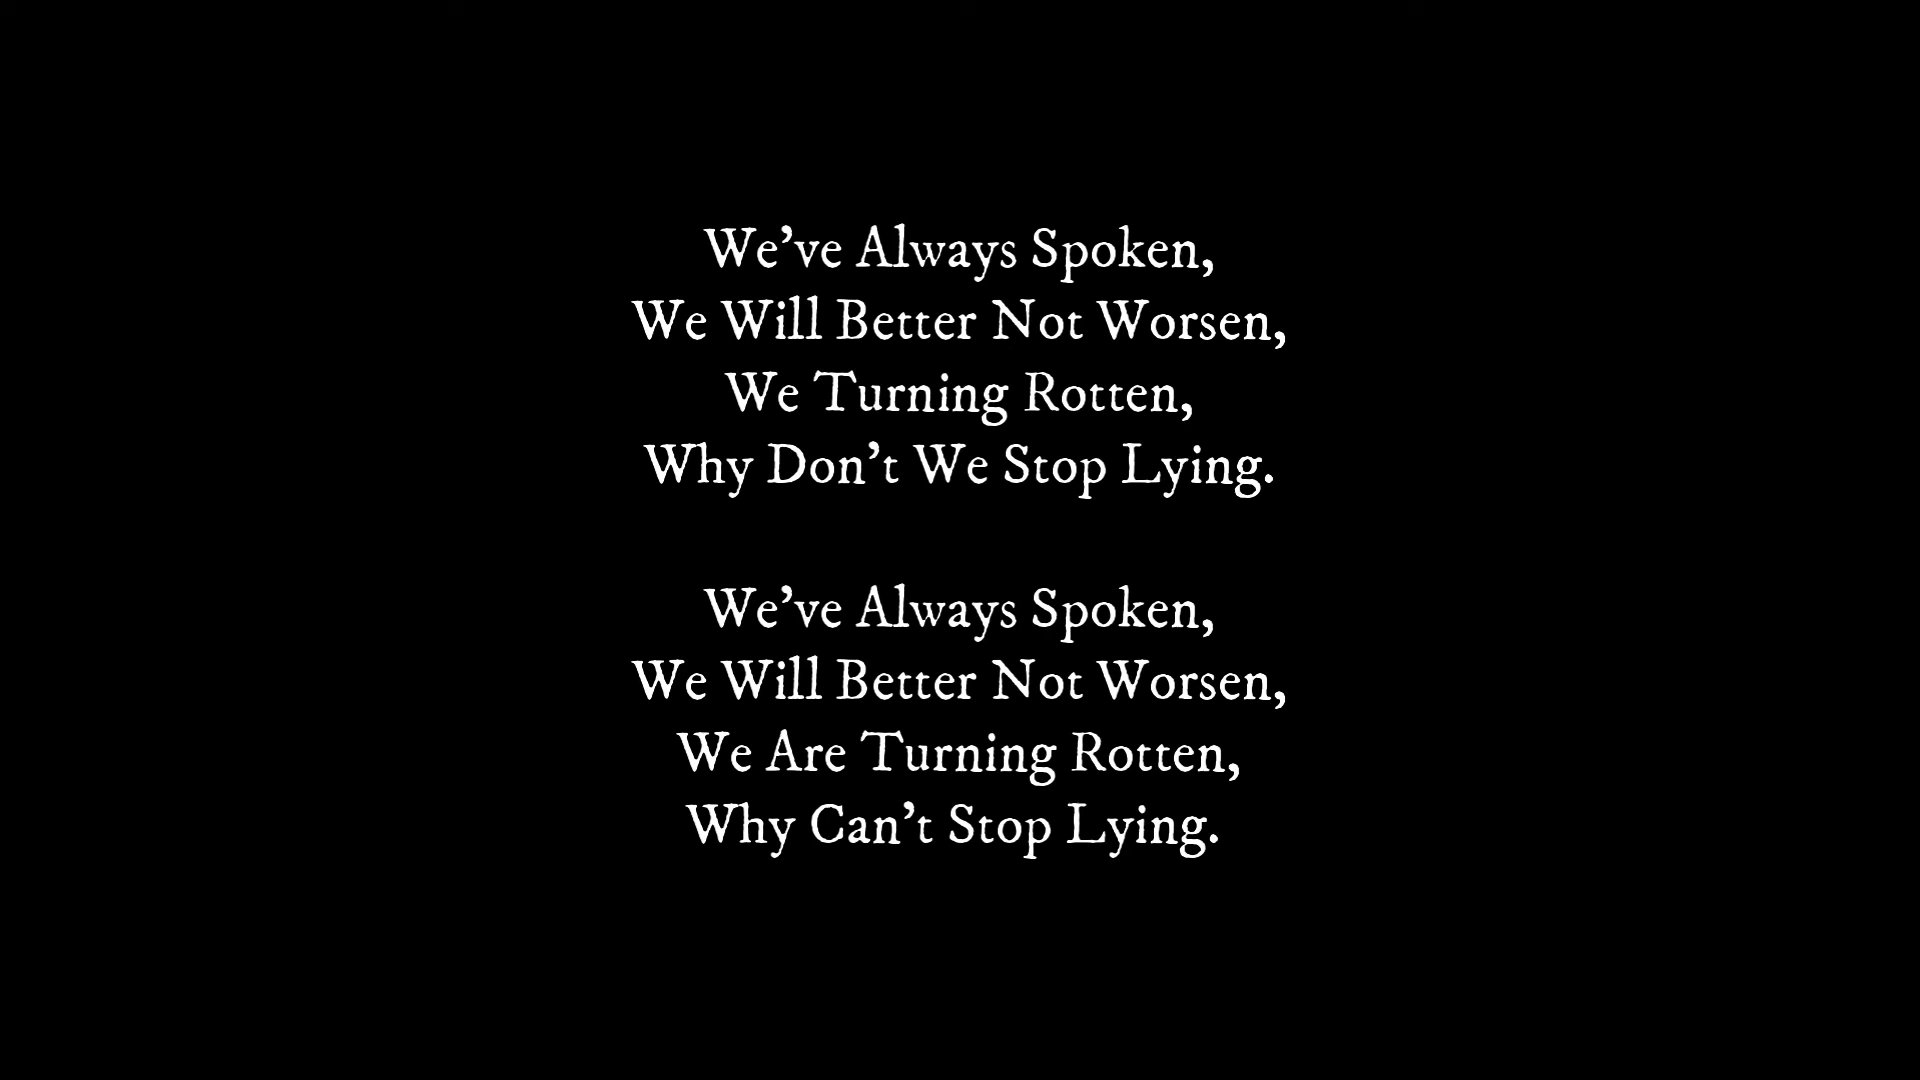 We’ve Always Spoken,
We Will Better Not Worsen,
We Turning Rotten,
Why Don’t We Stop Lying.
We’ve Always Spoken,
We Will Better Not Worsen,
We Are Turning Rotten,
Why Can’t Stop Lying.